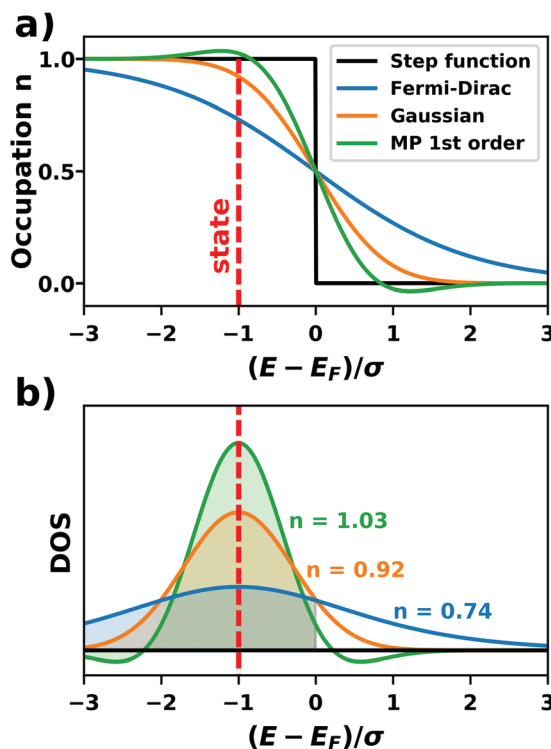 a)
Occupation n
1.0
0.5
0.0
Step function
Fermi-Dirac
Gaussian
MP 1st order
state
−3 −2 −1 0 1 2 3
(E − E_F)/σ
b)
DOS
n = 1.03
n = 0.92
n = 0.74
−3 −2 −1 0 1 2 3
(E − E_F)/σ